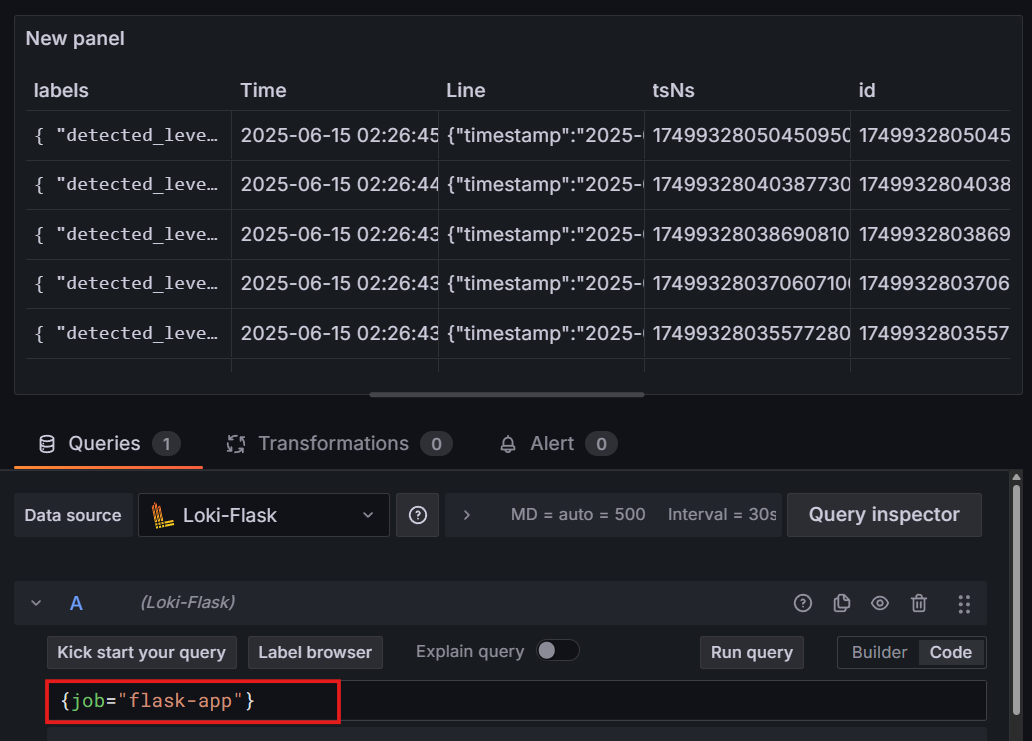 New panel
labels Time Line tsNs id
{ "detected_leve… 2025-06-15 02:26:45 {"timestamp":"2025- 17499328050450950 1749932805045
{ "detected_leve… 2025-06-15 02:26:44 {"timestamp":"2025- 17499328040387730 1749932804038
{ "detected_leve… 2025-06-15 02:26:43 {"timestamp":"2025- 17499328038690810 1749932803869
{ "detected_leve… 2025-06-15 02:26:43 {"timestamp":"2025- 17499328037060710 1749932803706
{ "detected_leve… 2025-06-15 02:26:43 {"timestamp":"2025- 17499328035577280 1749932803557
Queries 1 Transformations 0 Alert 0
Data source Loki-Flask MD = auto = 500 Interval = 30s Query inspector
A (Loki-Flask)
Kick start your query Label browser Explain query Run query Builder Code
{job="flask-app"}